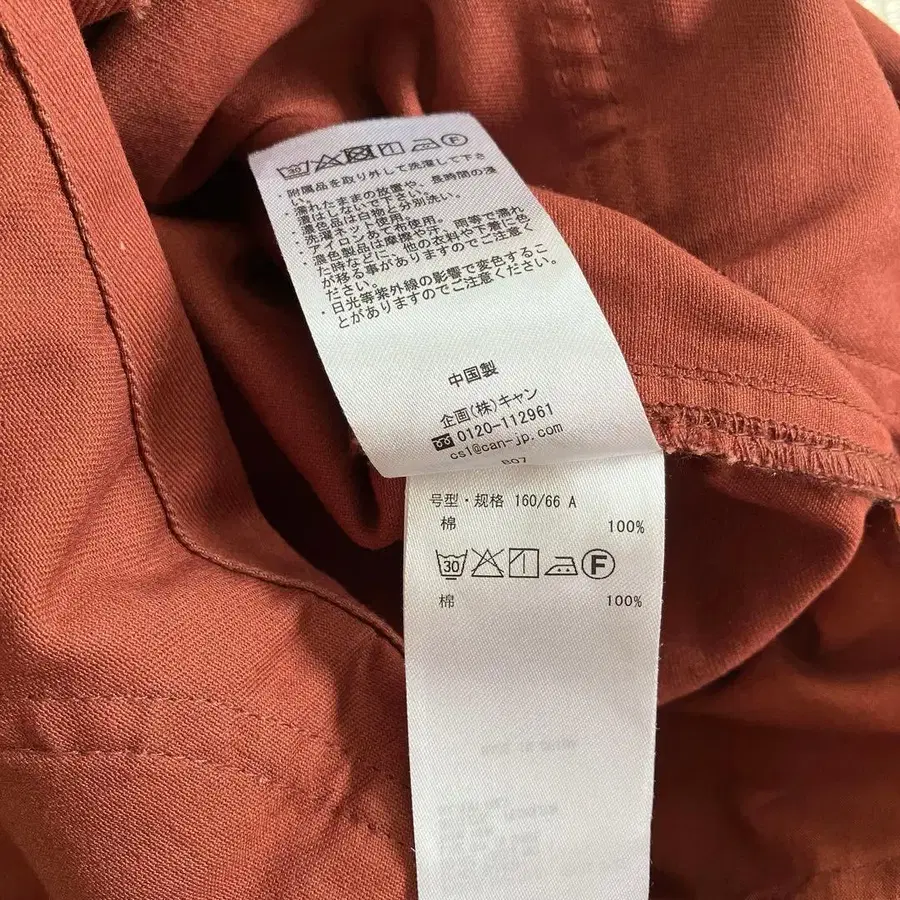 30
・附属品を取り外して洗濯して下さ
い。
・濡れたままの放置や、長時間の浸
漬はしないで下さい。
・濃色品は白物と分別洗い。
・洗濯ネット使用。
・アイロンあて布使用。
・濃色製品は摩擦や汗、雨等で濡れ
た時などに、他の衣料や下着に色
が移る事がありますのでご注意く
ださい。
・日光等紫外線の影響で変色するこ
とがありますのでご注意ください。
中国製
企画(株)キャン
0120-112961
cs1@can-jp.com
B07
号型・规格 160/66 A
棉 100%
30 F
棉 100%